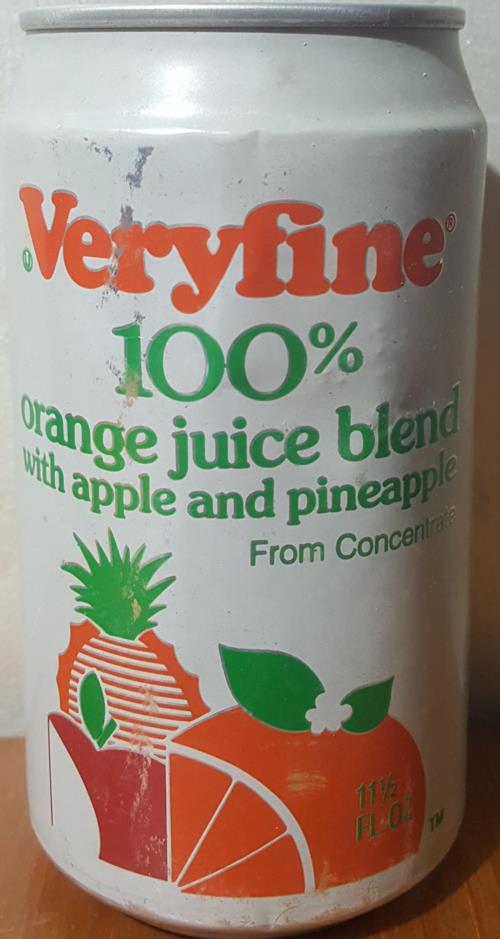 Veryfine®
100%
orange juice blend
with apple and pineapple
From Concentrate
11½
FL. Oz.
TM